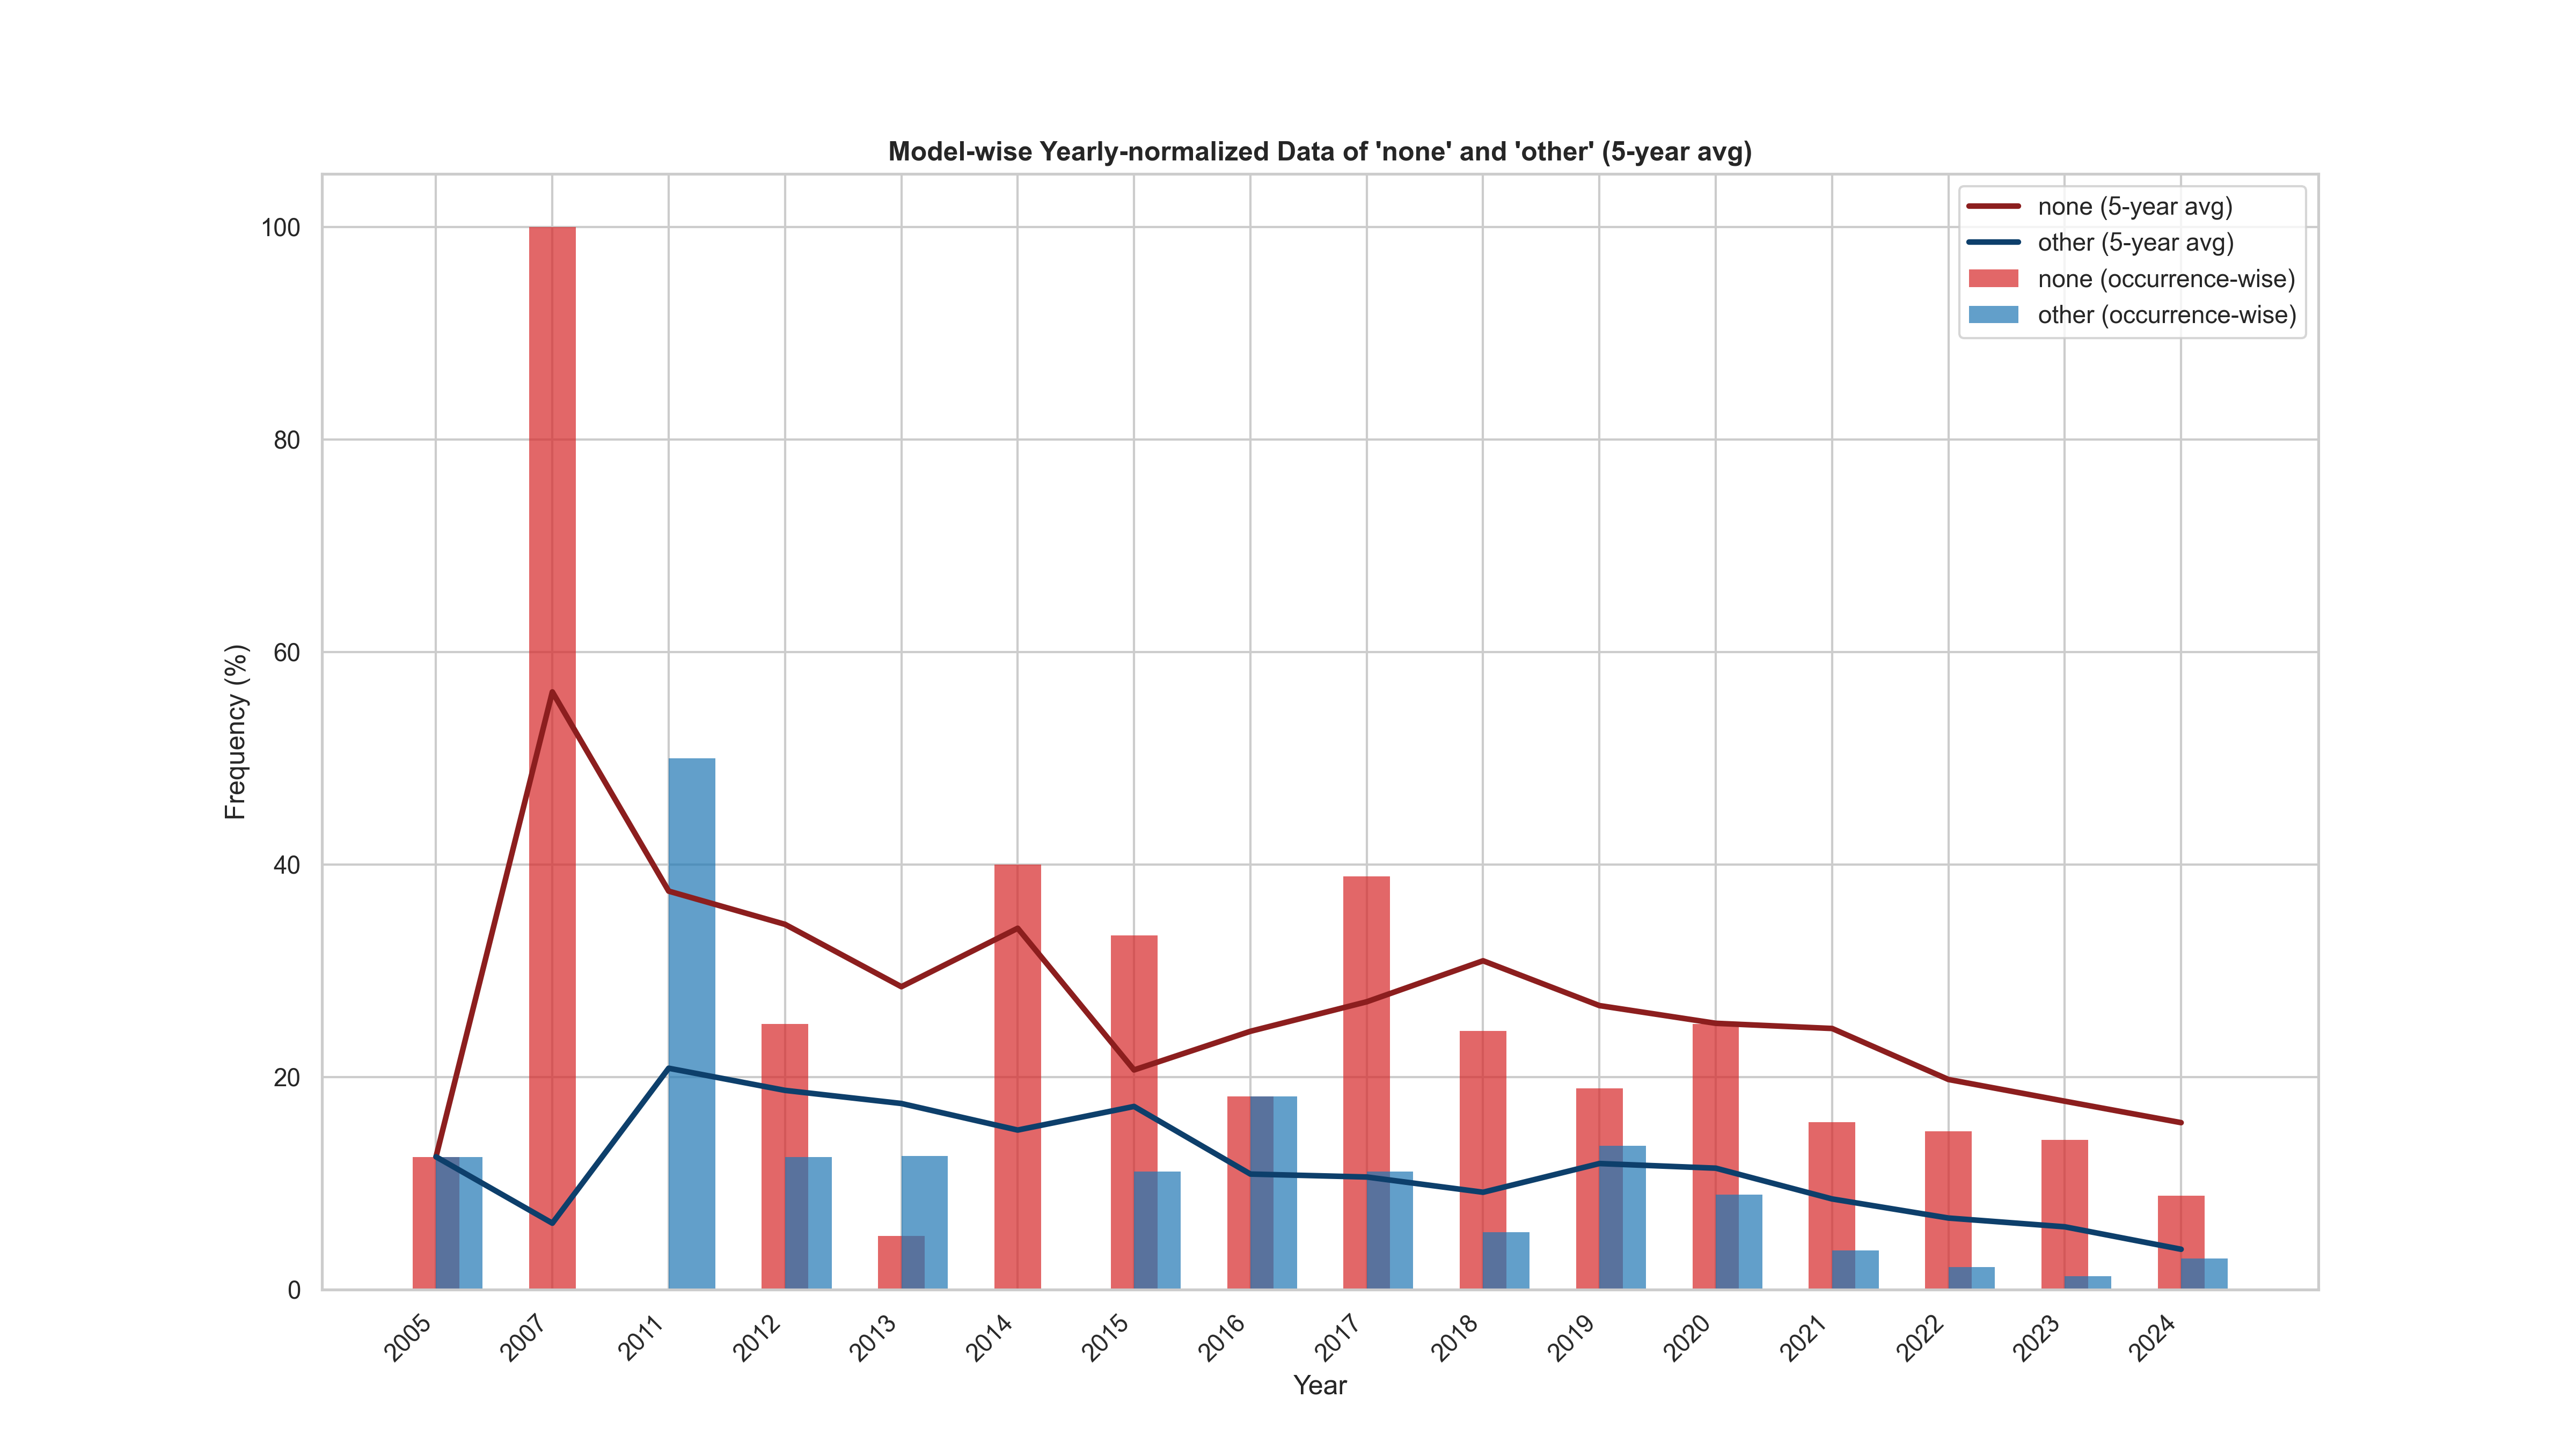 Model-wise Yearly-normalized Data of 'none' and 'other' (5-year avg)
none (5-year avg)
other (5-year avg)
none (occurrence-wise)
other (occurrence-wise)
Frequency (%)
100
80
60
40
20
0
2005 2007 2011 2012 2013 2014 2015 2016 2017 2018 2019 2020 2021 2022 2023 2024
Year